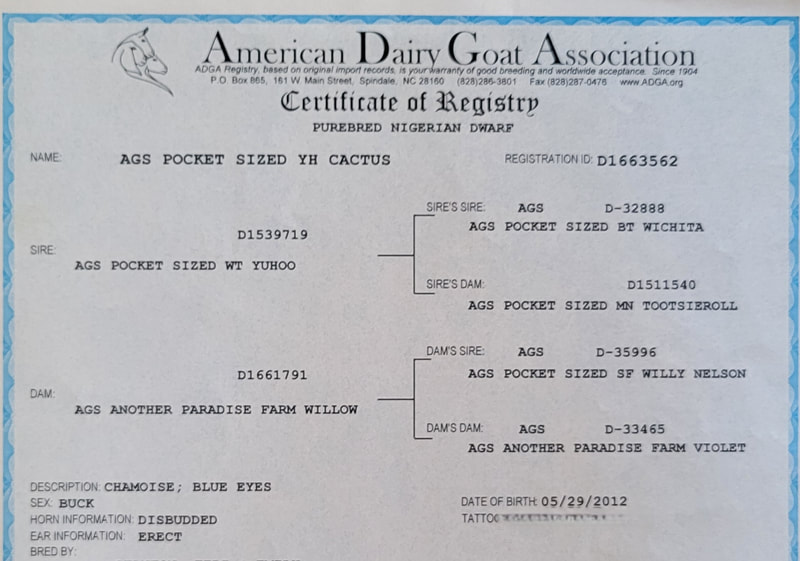 American Dairy Goat Association
ADGA Registry, based on original import records, is your warranty of good breeding and worldwide acceptance. Since 1904
P.O. Box 865, 161 W. Main Street, Spindale, NC 28160 (828)286-3801 Fax (828)287-0476 www.ADGA.org
Certificate of Registry
PUREBRED NIGERIAN DWARF
NAME: AGS POCKET SIZED YH CACTUS REGISTRATION ID: D1663562
SIRE'S SIRE: AGS D-32888
AGS POCKET SIZED BT WICHITA
D1539719
SIRE:
AGS POCKET SIZED WT YUHOO
SIRE'S DAM: D1511540
AGS POCKET SIZED MN TOOTSIEROLL
DAM'S SIRE: AGS D-35996
AGS POCKET SIZED SF WILLY NELSON
D1661791
DAM:
AGS ANOTHER PARADISE FARM WILLOW
DAM'S DAM: AGS D-33465
AGS ANOTHER PARADISE FARM VIOLET
DESCRIPTION: CHAMOISE; BLUE EYES
SEX: BUCK DATE OF BIRTH: 05/29/2012
HORN INFORMATION: DISBUDDED
EAR INFORMATION: ERECT
BRED BY: